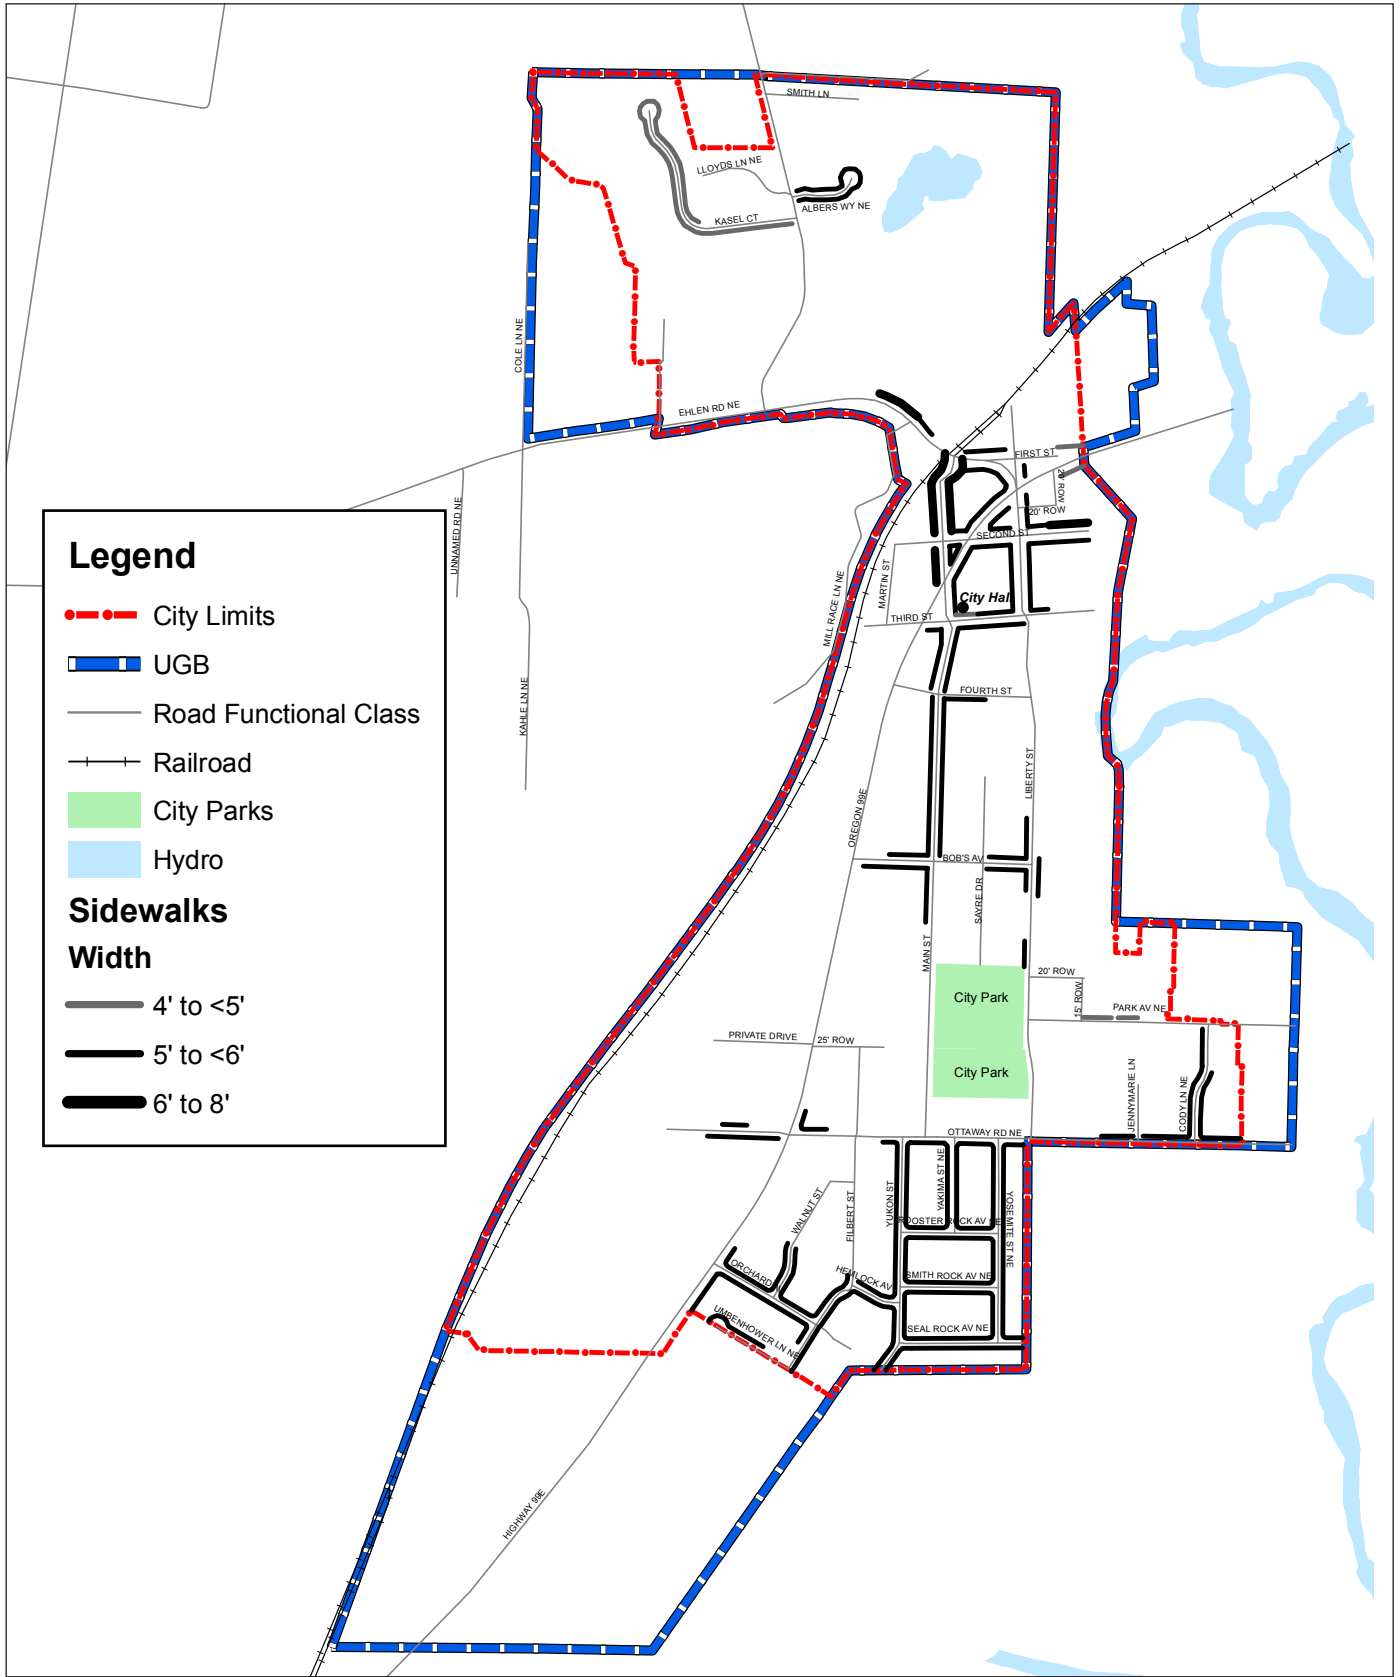 SMITH LN
LLOYDS LN NE
ALBERS WY NE
KASEL CT
COLE LN NE
EHLEN RD NE
FIRST ST
20' ROW
SECOND ST
UNNAMED RD NE
MARTIN ST
MILL RACE LN NE
City Hall
THIRD ST
KAHLE LN NE
FOURTH ST
LIBERTY ST
OREGON 99E
BOB'S AV
SAYRE DR
MAIN ST
20' ROW
15' ROW
PARK AV NE
City Park
City Park
PRIVATE DRIVE
25' ROW
JENNYMARIE LN
CODY LN NE
OTTAWAY RD NE
YAKIMA ST NE
YUKON ST
YOSEMITE ST NE
WALNUT ST
FILBERT ST
ROOSTER ROCK AV NE
ORCHARD
HEMLOCK AV
SMITH ROCK AV NE
UMBENHOWER LN NE
SEAL ROCK AV NE
HIGHWAY 99E
Legend
City Limits
UGB
Road Functional Class
Railroad
City Parks
Hydro
Sidewalks
Width
4' to <5'
5' to <6'
6' to 8'